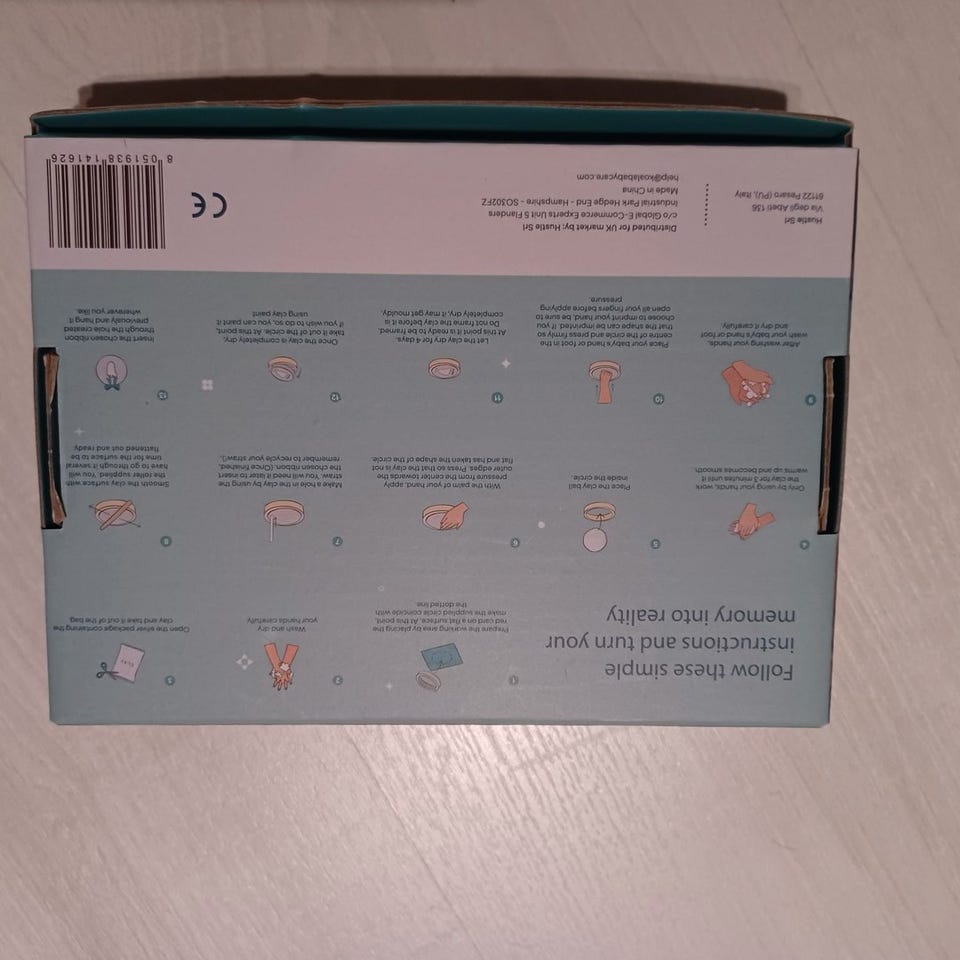 Follow these simple
instructions and turn your
memory into reality
1
Prepare the working area by placing the
red card on a flat surface. At this point,
make the supplied circle coincide with
the dotted line
2
Wash and dry
your hands carefully
3
CLAY
Open the silver package containing the
clay and take it out of the bag
4
Only by using your hands, work
the clay for 3 minutes until it
warms up and becomes smooth.
5
Place the clay ball
inside the circle.
6
With the palm of your hand, apply
pressure from the center toward the
outer edges. Press so that the clay is not
flat and has taken the shape of the circle.
7
Make a hole in the clay by using the
straw. You will need it later to insert
the chosen ribbon. (Once finished,
remember to recycle your straw!)
8
Smooth the clay surface with
the roller supplied. You will
have to go through it several
time for the surface to be ready
flattened out and ready
9
After washing your hands,
wash your baby's hand or foot
and dry it carefully
10
Place your baby's hand or foot in the
centre of the circle and press firmly so
that the shape can be imprinted. If you
choose to imprint your hand, be sure to
open all your fingers before applying
pressure.
11
Let the clay dry for 4 days.
At this point it is ready to be framed.
Do not frame the clay before it is
completely dry, it may get mouldy.
12
Once the clay is completely dry,
take it out of the circle. At this point,
if you wish to do so, you can paint it
using clay paint
13
Insert the chosen ribbon
through the hole created
previously and hang it
wherever you like.
Hustle Srl
Via degli Abeti 136
61122 Pesaro (PU), Italy
Distributed for UK market by: Hustle Srl
c/o Global E-Commerce Experts Unit 5 Flanders
Industrial Park Hedge End - Hampshire - SO302FZ
Made in China
help@koalababycare.com
CE
8 051938 141626